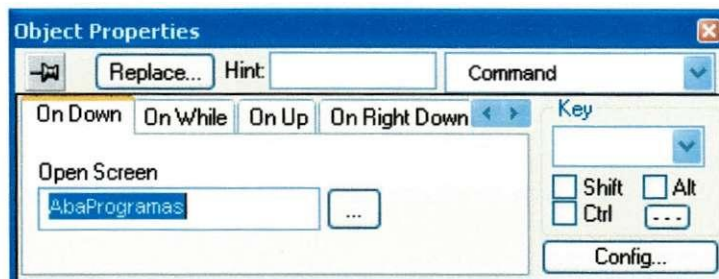 Object Properties
Replace... Hint: Command
On Down On While On Up On Right Down
Key
Open Screen
AbaProgramas ...
Shift Alt
Ctrl ...
Config...